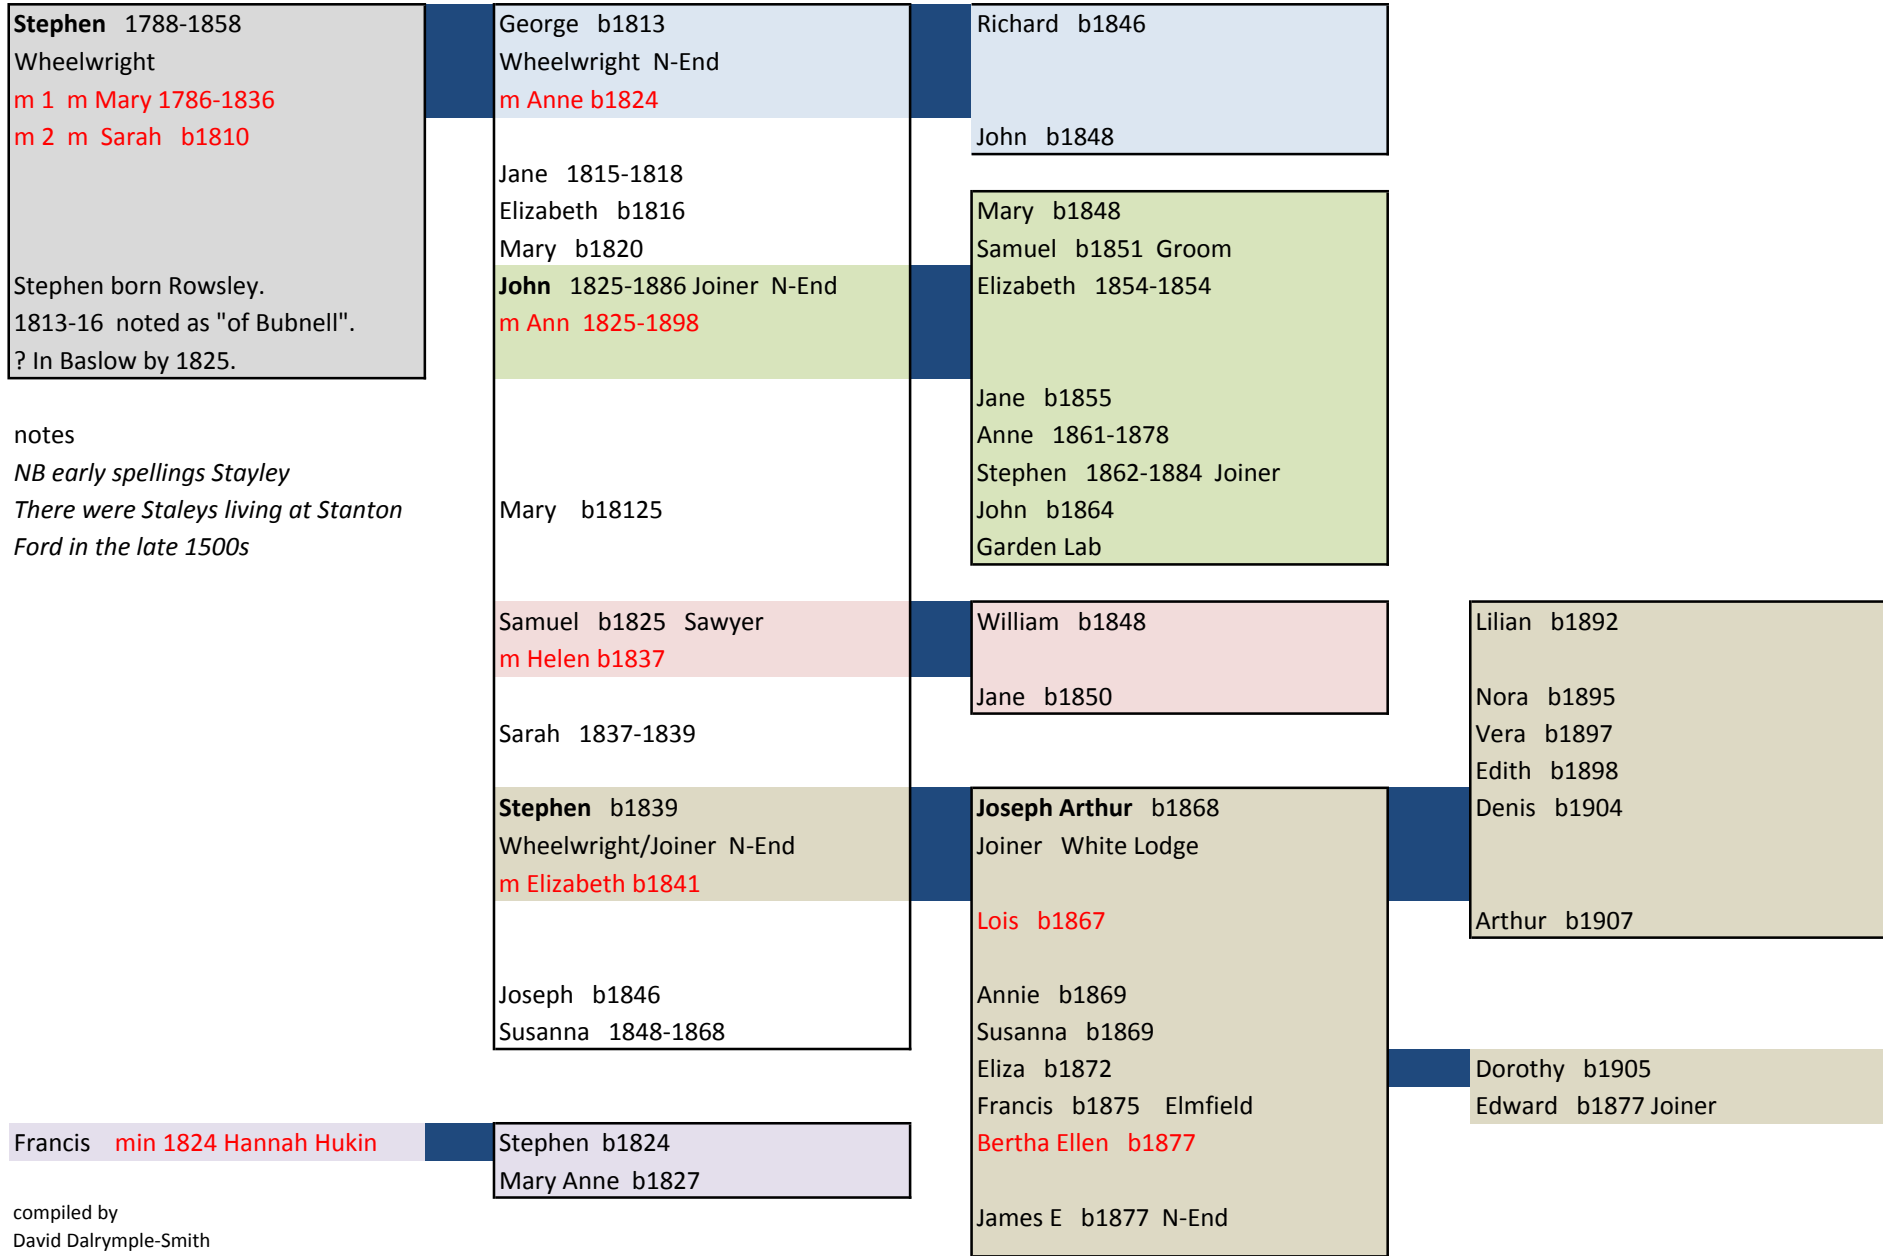 Stephen 1788-1858
Wheelwright
m 1 m Mary 1786-1836
m 2 m Sarah b1810
Stephen born Rowsley.
1813-16 noted as "of Bubnell".
? In Baslow by 1825.
notes
NB early spellings Stayley
There were Staleys living at Stanton
Ford in the late 1500s
George b1813
Wheelwright N-End
m Anne b1824
Jane 1815-1818
Elizabeth b1816
Mary b1820
John 1825-1886 Joiner N-End
m Ann 1825-1898
Mary b18125
Samuel b1825 Sawyer
m Helen b1837
Sarah 1837-1839
Stephen b1839
Wheelwright/Joiner N-End
m Elizabeth b1841
Joseph b1846
Susanna 1848-1868
Richard b1846
John b1848
Mary b1848
Samuel b1851 Groom
Elizabeth 1854-1854
Jane b1855
Anne 1861-1878
Stephen 1862-1884 Joiner
John b1864
Garden Lab
William b1848
Jane b1850
Joseph Arthur b1868
Joiner White Lodge
Lois b1867
Annie b1869
Susanna b1869
Eliza b1872
Francis b1875 Elmfield
Bertha Ellen b1877
James E b1877 N-End
Lilian b1892
Nora b1895
Vera b1897
Edith b1898
Denis b1904
Arthur b1907
Dorothy b1905
Edward b1877 Joiner
Francis min 1824 Hannah Hukin
Stephen b1824
Mary Anne b1827
compiled by
David Dalrymple-Smith